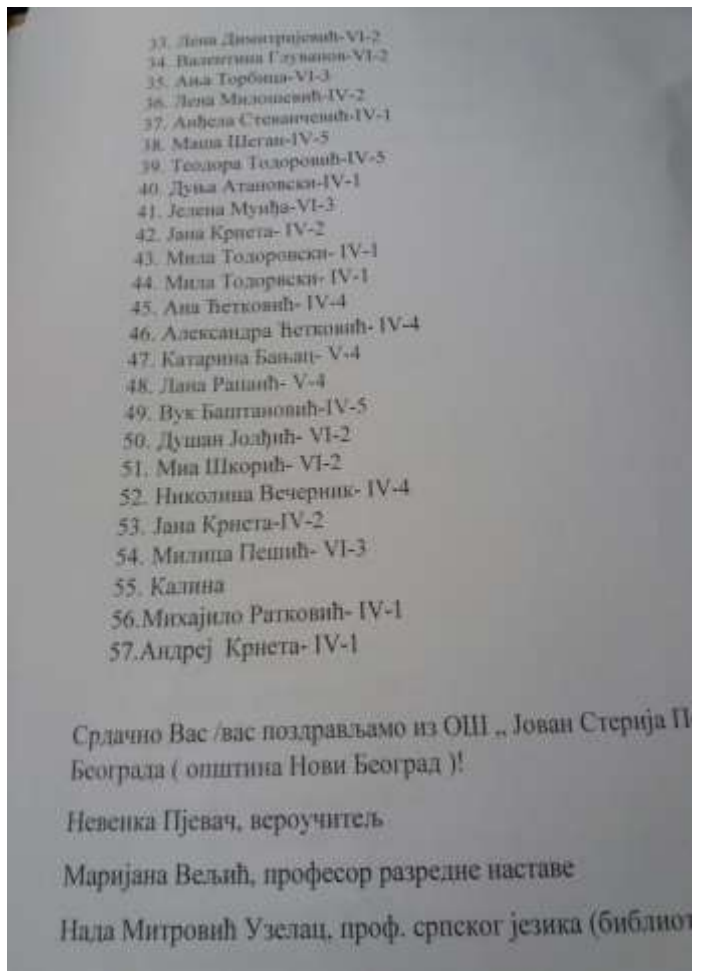 33. Лена Димитријевић-VI-2
34. Валентина Глуванов-VI-2
35. Ања Торбица-VI-3
36. Лена Милошевић-IV-2
37. Анђела Стеванчевић-IV-1
38. Маша Шеган-IV-5
39. Теодора Тодоровић-IV-5
40. Дуња Атановски-IV-1
41. Јелена Мунђа-VI-3
42. Јана Крнета- IV-2
43. Мила Тодоровски- IV-1
44. Мила Тодорвски- IV-1
45. Ана Ћетковић- IV-4
46. Александра Ћетковић- IV-4
47. Катарина Бањац- V-4
48. Лана Рапаић- V-4
49. Вук Баштановић-IV-5
50. Душан Јолђић- VI-2
51. Миа Шкорић- VI-2
52. Николина Вечерник- IV-4
53. Јана Крнета-IV-2
54. Милица Пешић- VI-3
55. Калина
56.Михајило Ратковић- IV-1
57.Андреј Крнета- IV-1
Срдачно Вас /вас поздрављамо из ОШ „ Јован Стерија П
Београда ( општина Нови Београд )!
Невенка Пјевач, вероучитељ
Маријана Вељић, професор разредне наставе
Нада Митровић Узелац, проф. српског језика (библиот